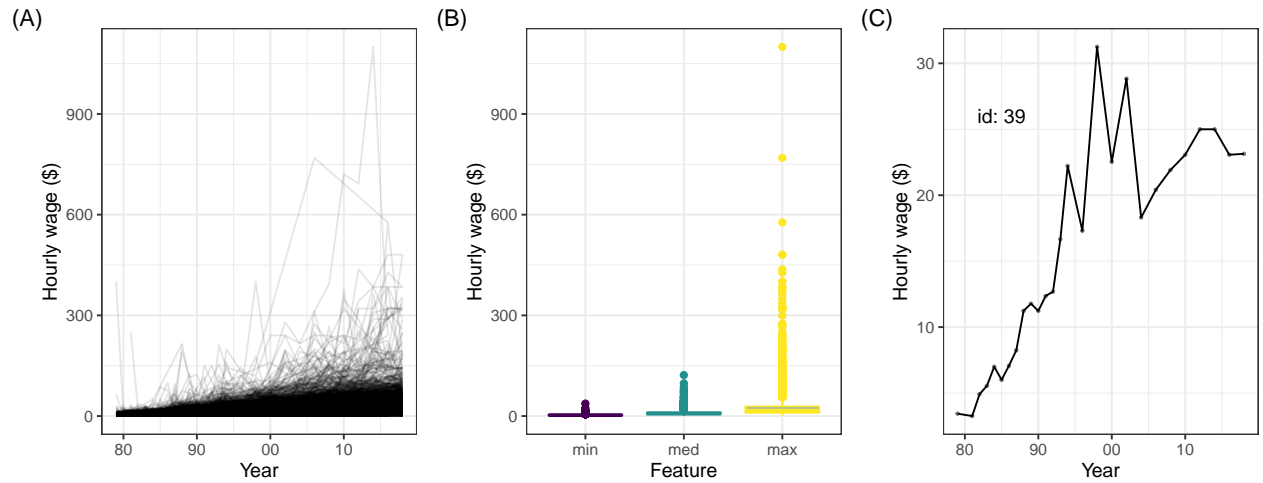 (A)
Hourly wage ($)
900
600
300
0
80 90 00 10
Year
(B)
Hourly wage ($)
900
600
300
0
min med max
Feature
(C)
Hourly wage ($)
30
20
10
id: 39
80 90 00 10
Year